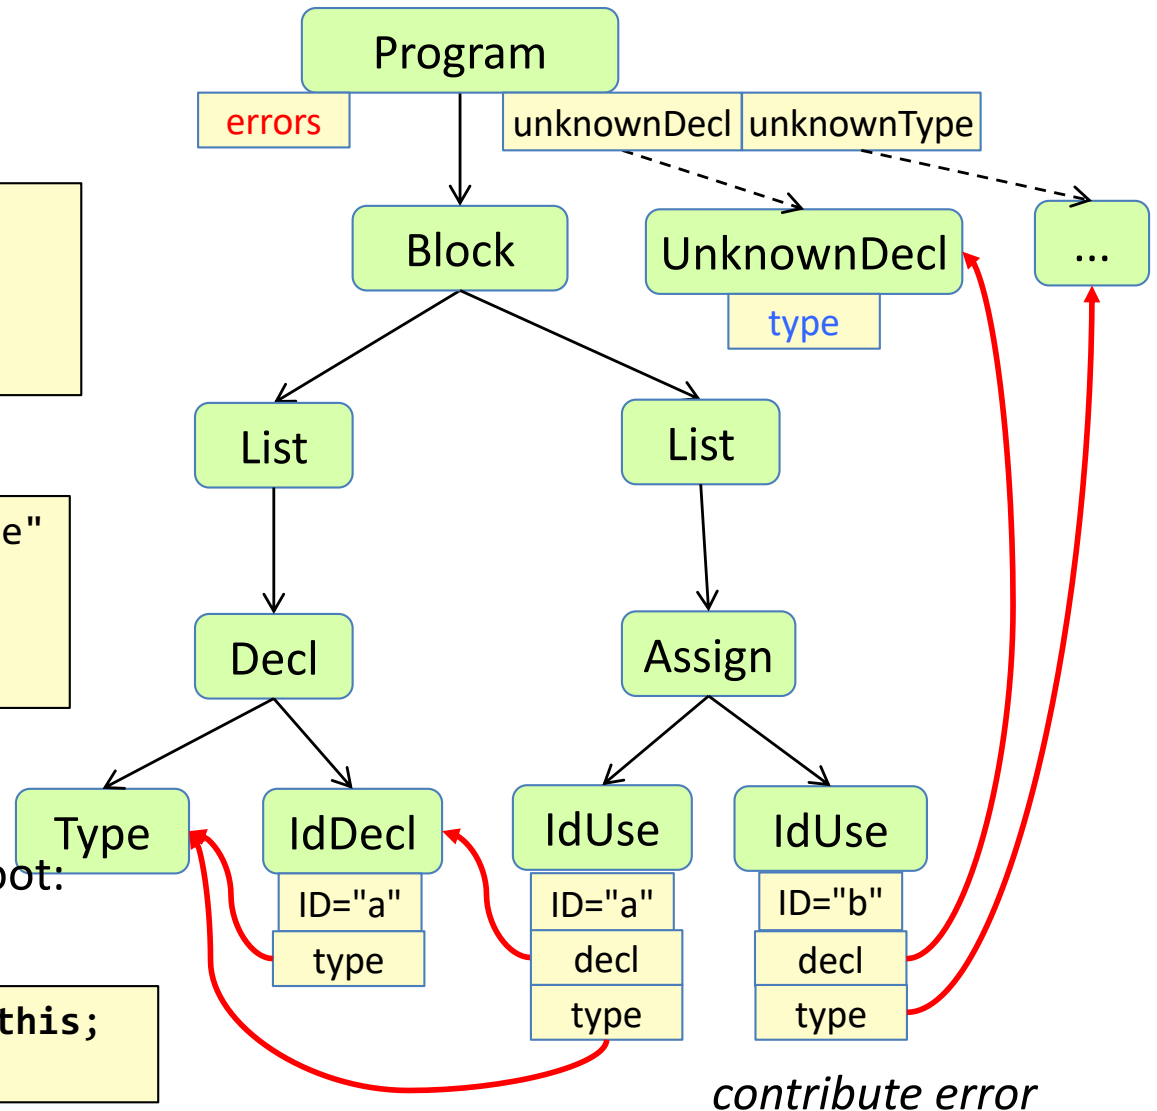 Program
errors
unknownDecl
unknownType
Block
UnknownDecl
...
type
List
List
e"
Decl
Assign
Type
IdDecl
IdUse
IdUse
oot:
ID="a"
ID="a"
ID="b"
type
decl
decl
this;
type
type
contribute error